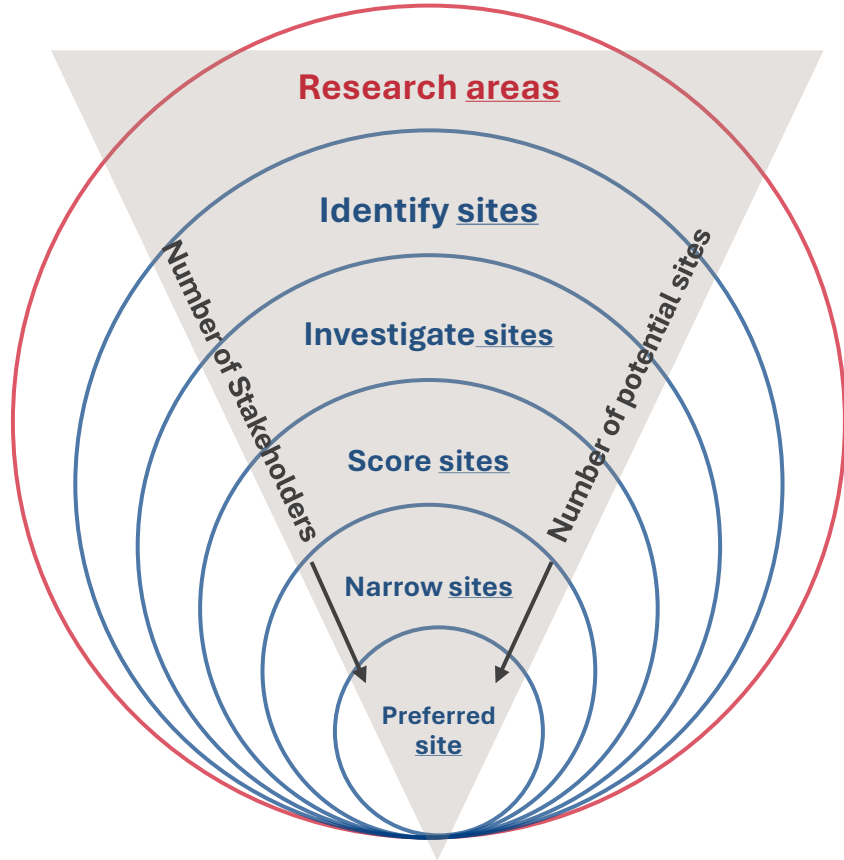 Research areas
Identify sites
Number of Stakeholders
Number of potential sites
Investigate sites
Score sites
Narrow sites
Preferred
site